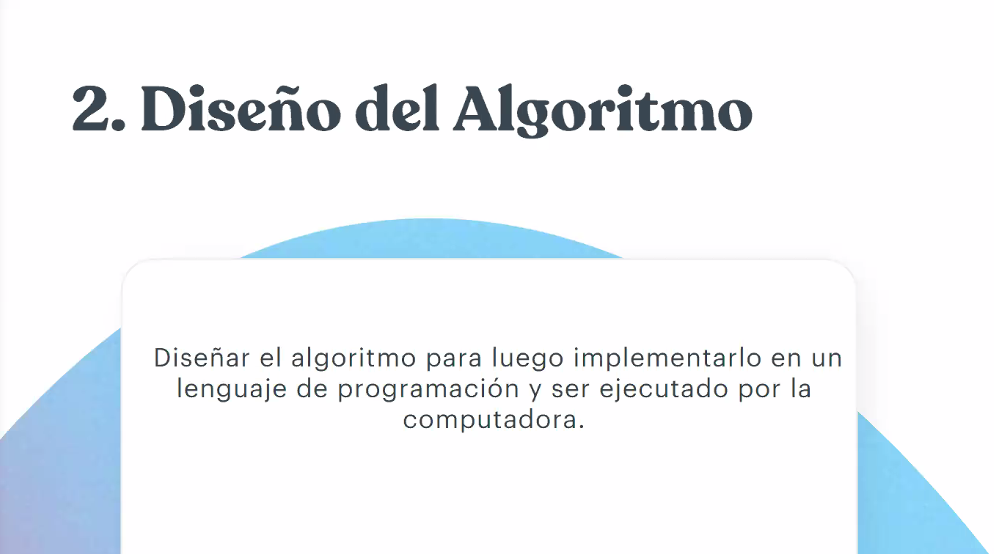 2. Diseño del Algoritmo
Diseñar el algoritmo para luego implementarlo en un
lenguaje de programación y ser ejecutado por la
computadora.